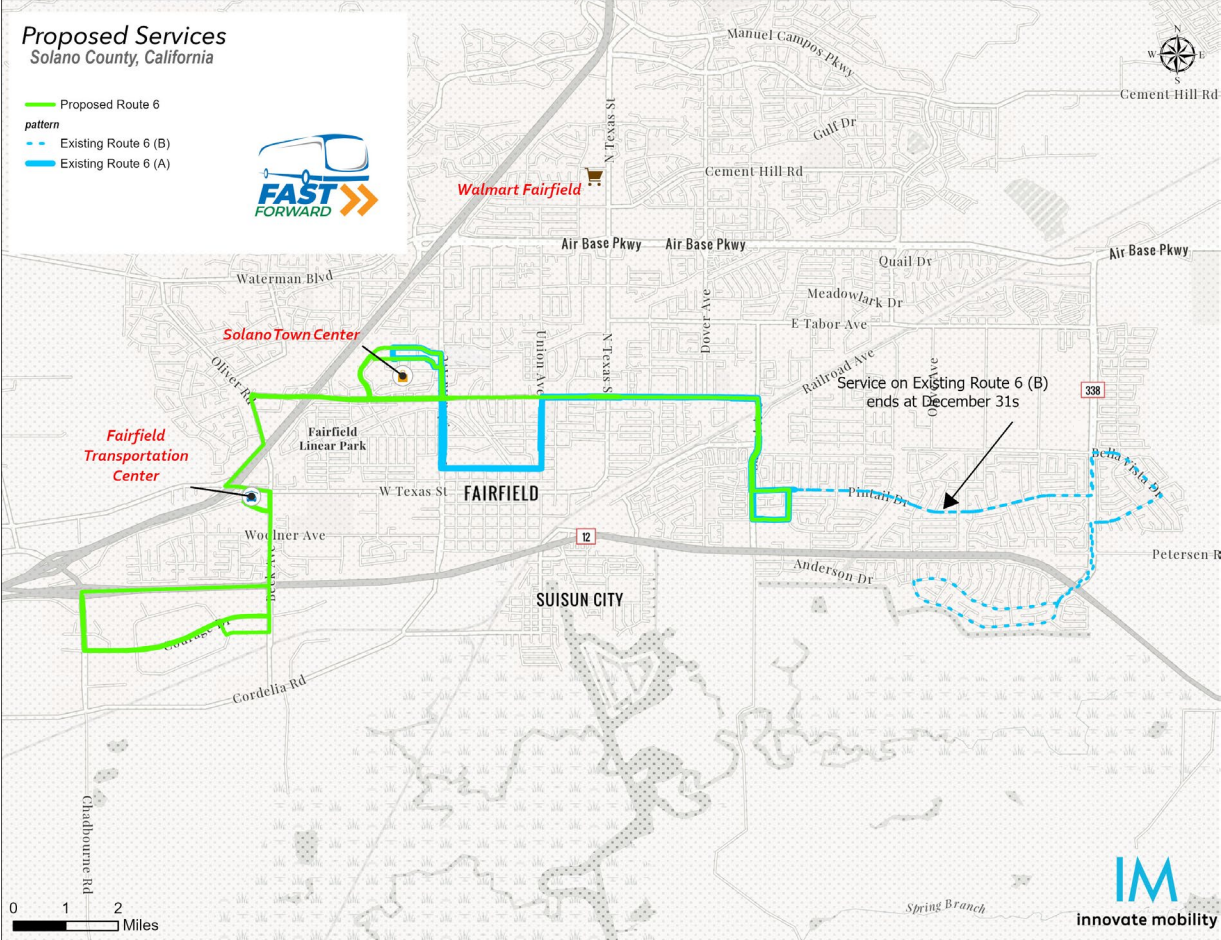 Proposed Services
Solano County, California
Proposed Route 6
pattern
Existing Route 6 (B)
Existing Route 6 (A)
FAST
FORWARD
N
W
E
S
Manuel Campos Pkwy
Cement Hill Rd
Gulf Dr
N Texas St
Cement Hill Rd
Walmart Fairfield
Air Base Pkwy
Air Base Pkwy
Air Base Pkwy
Quail Dr
Waterman Blvd
Meadowlark Dr
Dover Ave
E Tabor Ave
Solano Town Center
Union Ave
N Texas S
Railroad Ave
Oliver Rd
Service on Existing Route 6 (B)
ends at December 31s
338
Fairfield
Linear Park
Fairfield
Transportation
Center
Bella Vista Dr
W Texas St
FAIRFIELD
Pintail Dr
Woolner Ave
12
Petersen R
Beck Ave
Anderson Dr
SUISUN CITY
Courage Dr
Cordelia Rd
Chadbourne Rd
IM
innovate mobility
Spring Branch
0 1 2
Miles